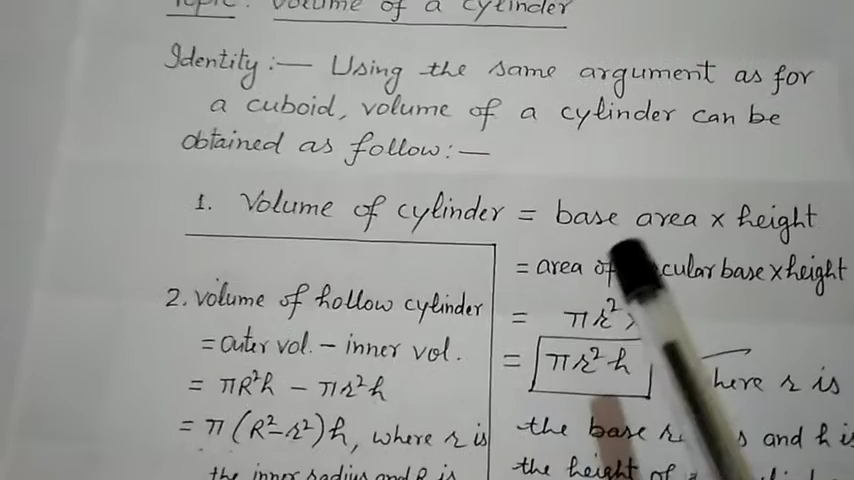 Topic: Volume of a cylinder
Identity :— Using the same argument as for
a cuboid, volume of a cylinder can be
obtained as follow:—
1. Volume of cylinder = base area × height
= area of cular base × height
= πr² ×
= πr²h
here r is
the base r s and h is
the height of a
2. Volume of hollow cylinder
= outer vol. – inner vol.
= πR²h – πr²h
= π(R²–r²)h, where r is
the inner radius and R is